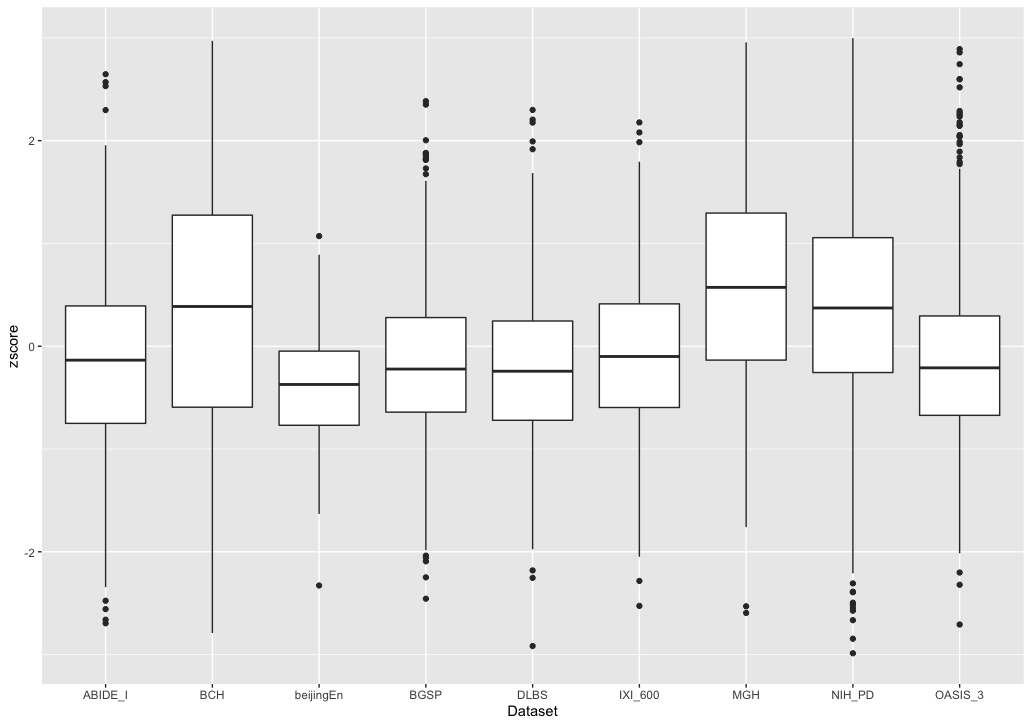 zscore
2
0
-2
ABIDE_I BCH beijingEn BGSP DLBS IXI_600 MGH NIH_PD OASIS_3
Dataset